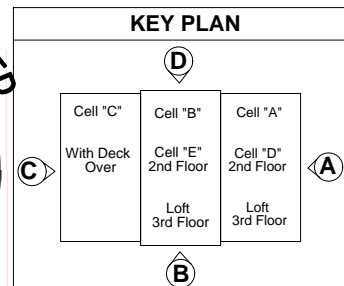 KEY PLAN
D
Cell "C"
With Deck
Over
Cell "B"
Cell "E"
2nd Floor
Loft
3rd Floor
Cell "A"
Cell "D"
2nd Floor
Loft
3rd Floor
C
A
B
ED